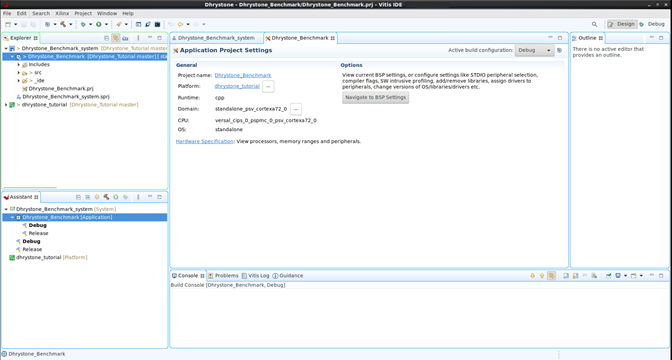 Dhrystone_Benchmark/Dhrystone_Benchmark.prj - Vitis IDE
Edit Search Xilinx Project Window Help
Design Debug
Explorer
Dhrystone_Benchmark_system [Dhrystone_Tutorial master]
Dhrystone_Benchmark [Dhrystone_Tutorial master] [ sta
Includes
> src
> _ide
Dhrystone_Benchmark.prj
Dhrystone_Benchmark_system.sprj
> dhrystone_tutorial [Dhrystone_Tutorial master]
Assistant
Dhrystone_Benchmark_system [System]
Dhrystone_Benchmark [Application]
Debug
Release
Debug
Release
dhrystone_tutorial [Platform]
Dhrystone_Benchmark_system Dhrystone_Benchmark
Application Project Settings
Active build configuration: Debug
General
Project name: Dhrystone_Benchmark
Platform: dhrystone_tutorial ...
Runtime: cpp
Domain: standalone_psv_cortexa72_0 ...
CPU: versal_cips_0_pspmc_0_psv_cortexa72_0
OS: standalone
Hardware Specification: View processors, memory ranges and peripherals.
Options
View current BSP settings, or configure settings like STDIO peripheral selection,
compiler flags, SW intrusive profiling, add/remove libraries, assign drivers to
peripherals, change versions of OS/libraries/drivers etc.
Navigate to BSP Settings
Outline
There is no active editor that
provides an outline.
Console Problems Vitis Log Guidance
Build Console [Dhrystone_Benchmark, Debug]
Dhrystone_Benchmark